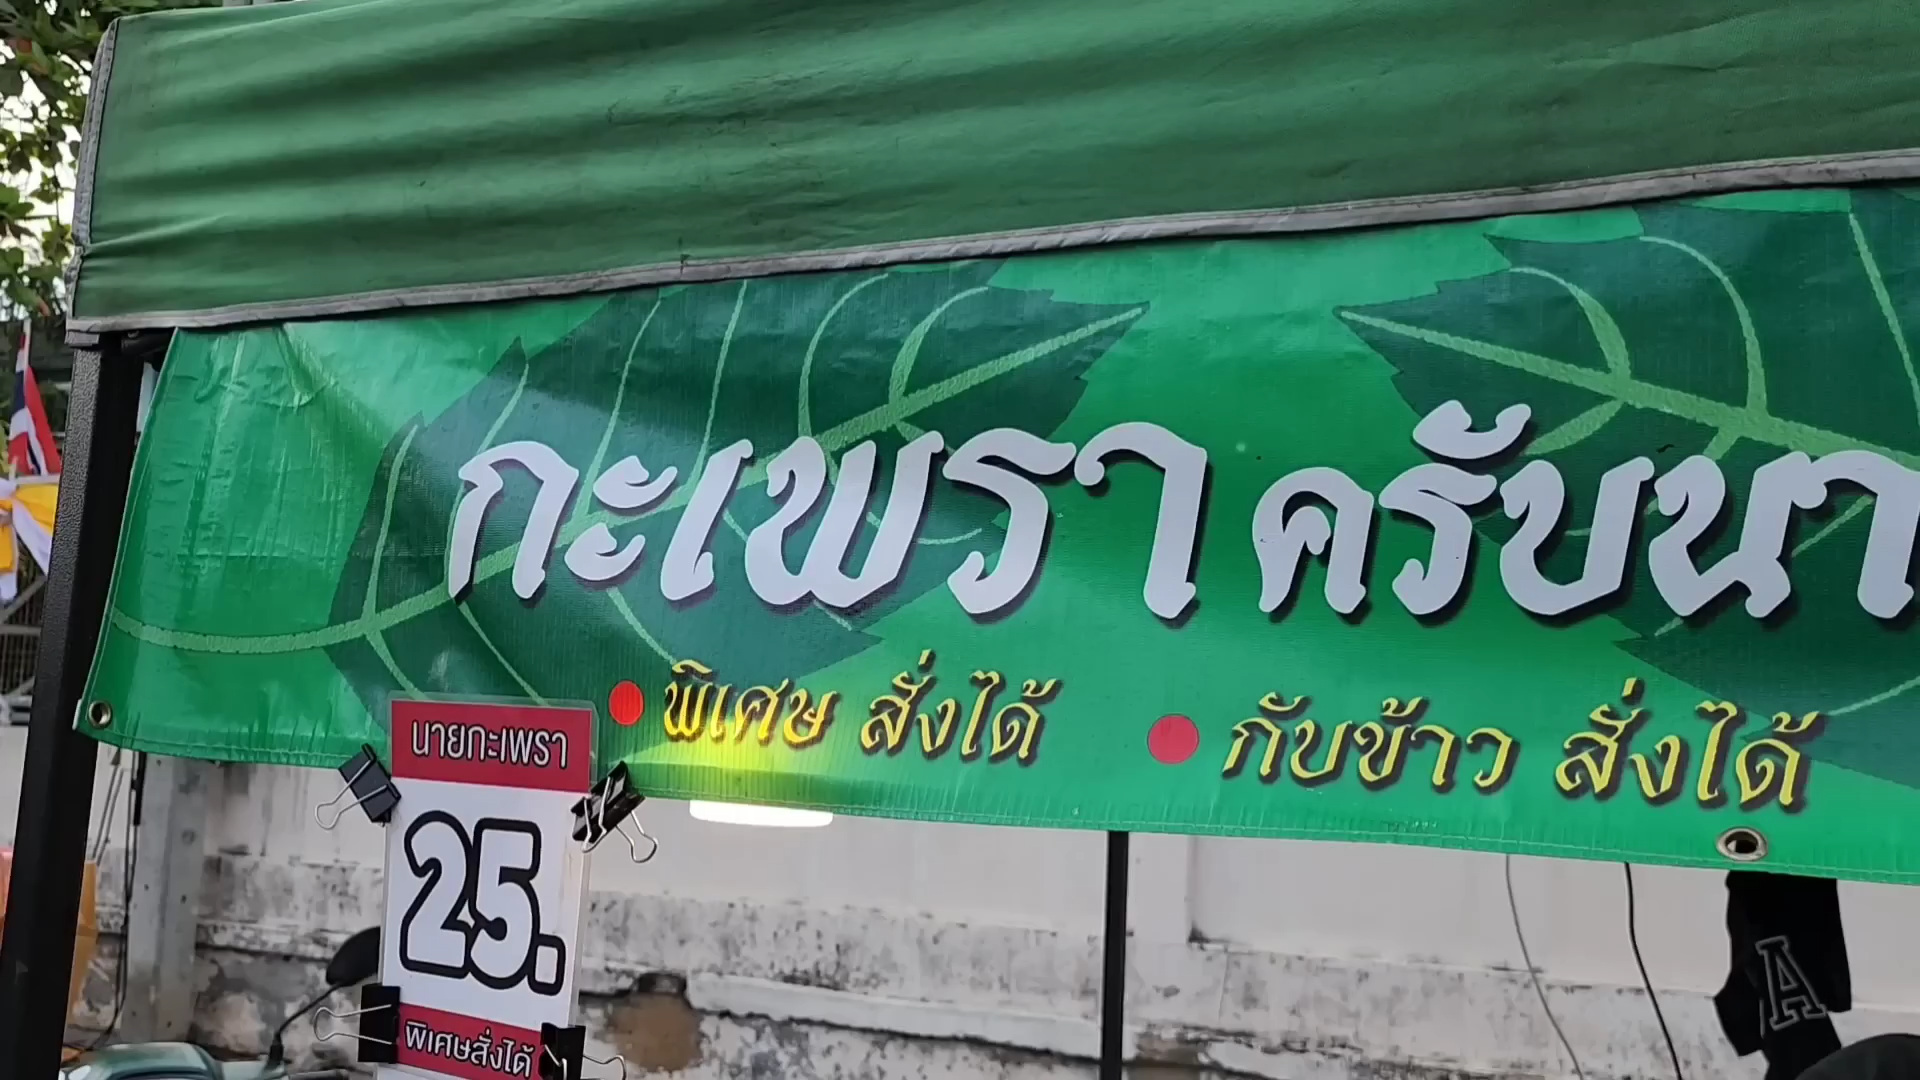 กะเพรา ครับนา
พิเศษ สั่งได้
กับข้าว สั่งได้
นายกะเพรา
25.
พิเศษสั่งได้
A